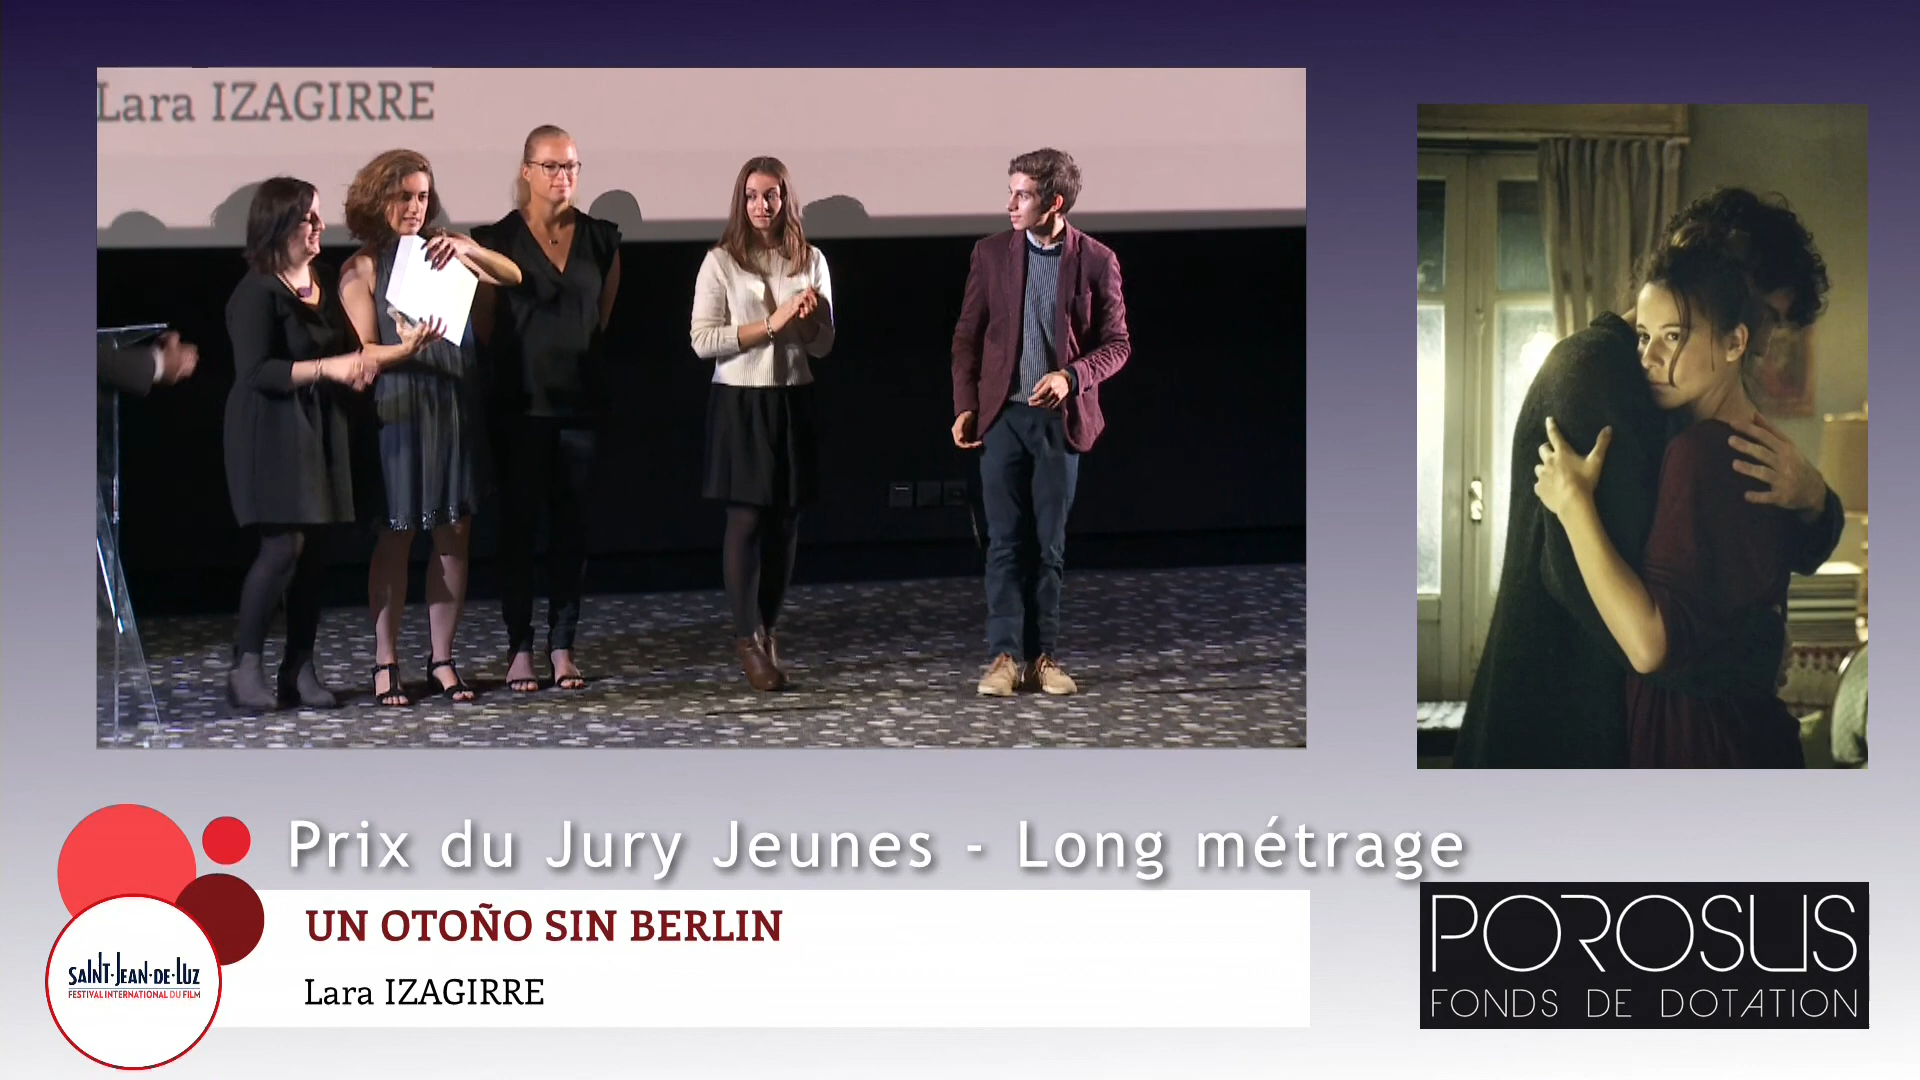 Lara IZAGIRRE
Prix du Jury Jeunes - Long métrage
UN OTOÑO SIN BERLIN
Lara IZAGIRRE
SAINT·JEAN·DE·LUZ
FESTIVAL INTERNATIONAL DU FILM
POROSUS
FONDS DE DOTATION